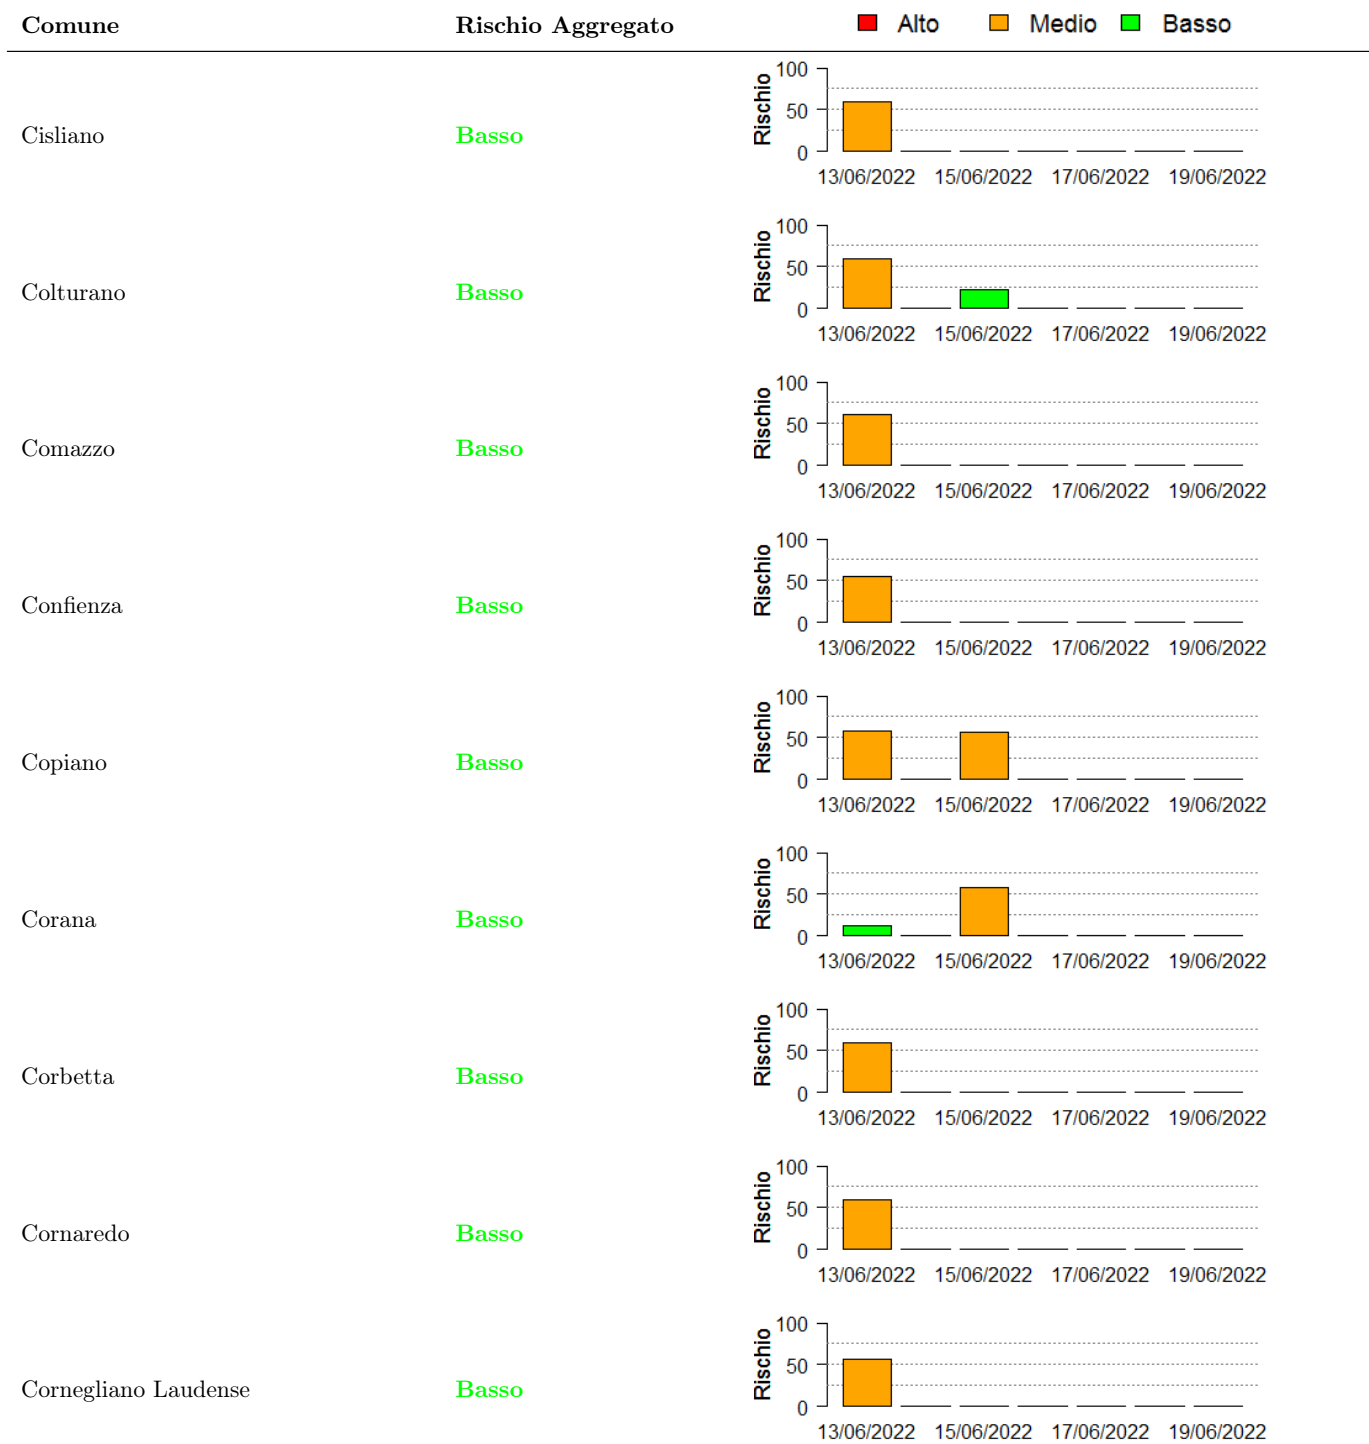 Comune Rischio Aggregato Alto Medio Basso
Cisliano Basso
Rischio
100
50
0
13/06/2022 15/06/2022 17/06/2022 19/06/2022
Colturano Basso
Rischio
100
50
0
13/06/2022 15/06/2022 17/06/2022 19/06/2022
Comazzo Basso
Rischio
100
50
0
13/06/2022 15/06/2022 17/06/2022 19/06/2022
Confienza Basso
Rischio
100
50
0
13/06/2022 15/06/2022 17/06/2022 19/06/2022
Copiano Basso
Rischio
100
50
0
13/06/2022 15/06/2022 17/06/2022 19/06/2022
Corana Basso
Rischio
100
50
0
13/06/2022 15/06/2022 17/06/2022 19/06/2022
Corbetta Basso
Rischio
100
50
0
13/06/2022 15/06/2022 17/06/2022 19/06/2022
Cornaredo Basso
Rischio
100
50
0
13/06/2022 15/06/2022 17/06/2022 19/06/2022
Cornegliano Laudense Basso
Rischio
100
50
0
13/06/2022 15/06/2022 17/06/2022 19/06/2022